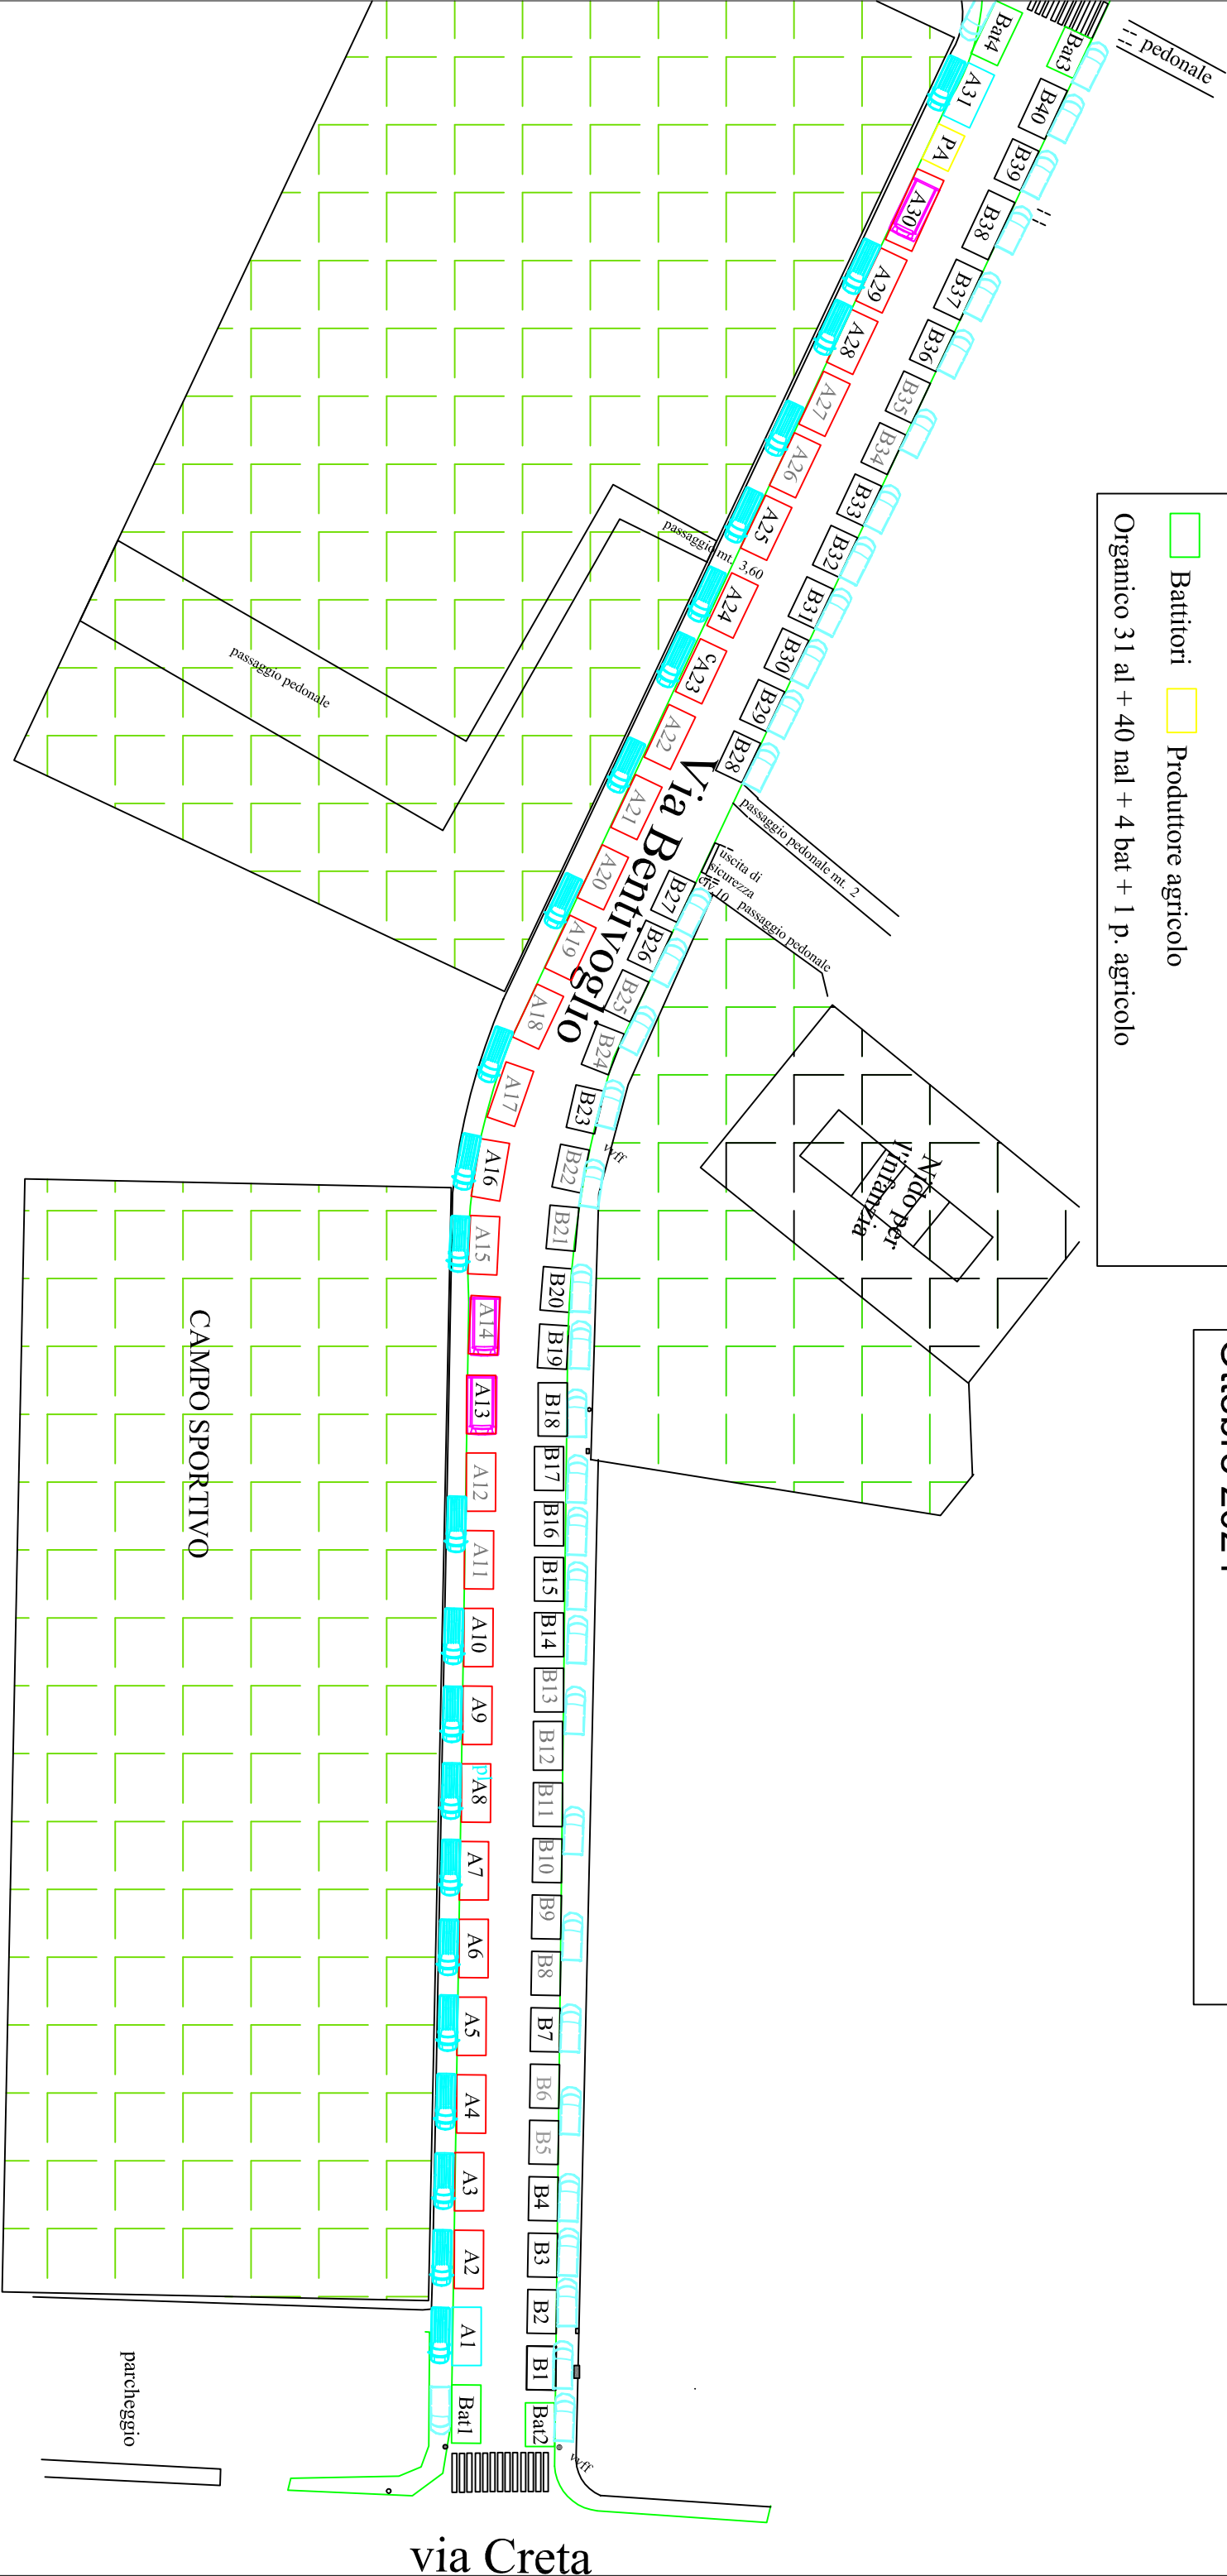 pedonale
Bat4
Bat3
A31
B40
PA
B39
A30
B38
A29
B37
A28
B36
A27
B35
A26
B34
A25
B33
passaggio mt. 3,60
B32
A24
B31
cA23
B30
A22
B29
A21
B28
A20
A19
A18
A17
Via Bentivoglio
passaggio pedonale
passaggio pedonale mt. 2
uscita di
sicurezza
civ.10
passaggio pedonale
B27
B26
B25
B24
B23
vvff
B22
B21
Nido per
l'infanzia
Battitori
Produttore agricolo
Organico 31 al + 40 nal + 4 bat + 1 p. agricolo
A16
A15
B20
A14
B19
A13
B18
A12
B17
A11
B16
B15
A10
B14
A9
B13
B12
pl
A8
B11
A7
B10
A6
B9
B8
A5
B7
A4
B6
B5
A3
B4
A2
B3
B2
A1
B1
Bat1
Bat2
vvff
CAMPO SPORTIVO
parcheggio
via Creta